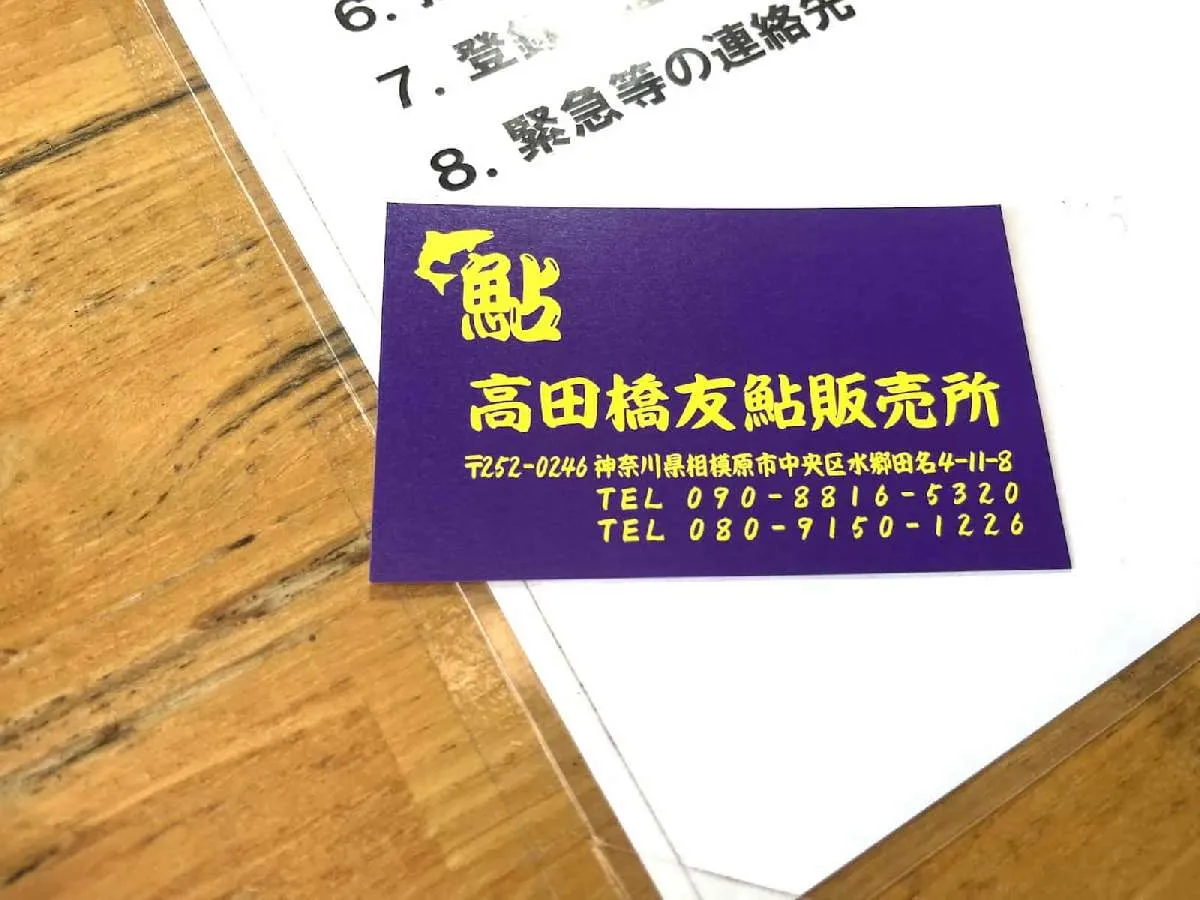 6.
7. 登録
8. 緊急等の連絡先
鮎
高田橋友鮎販売所
〒252-0246 神奈川県相模原市中央区水郷田名4-11-8
TEL 090-8816-5320
TEL 080-9150-1226